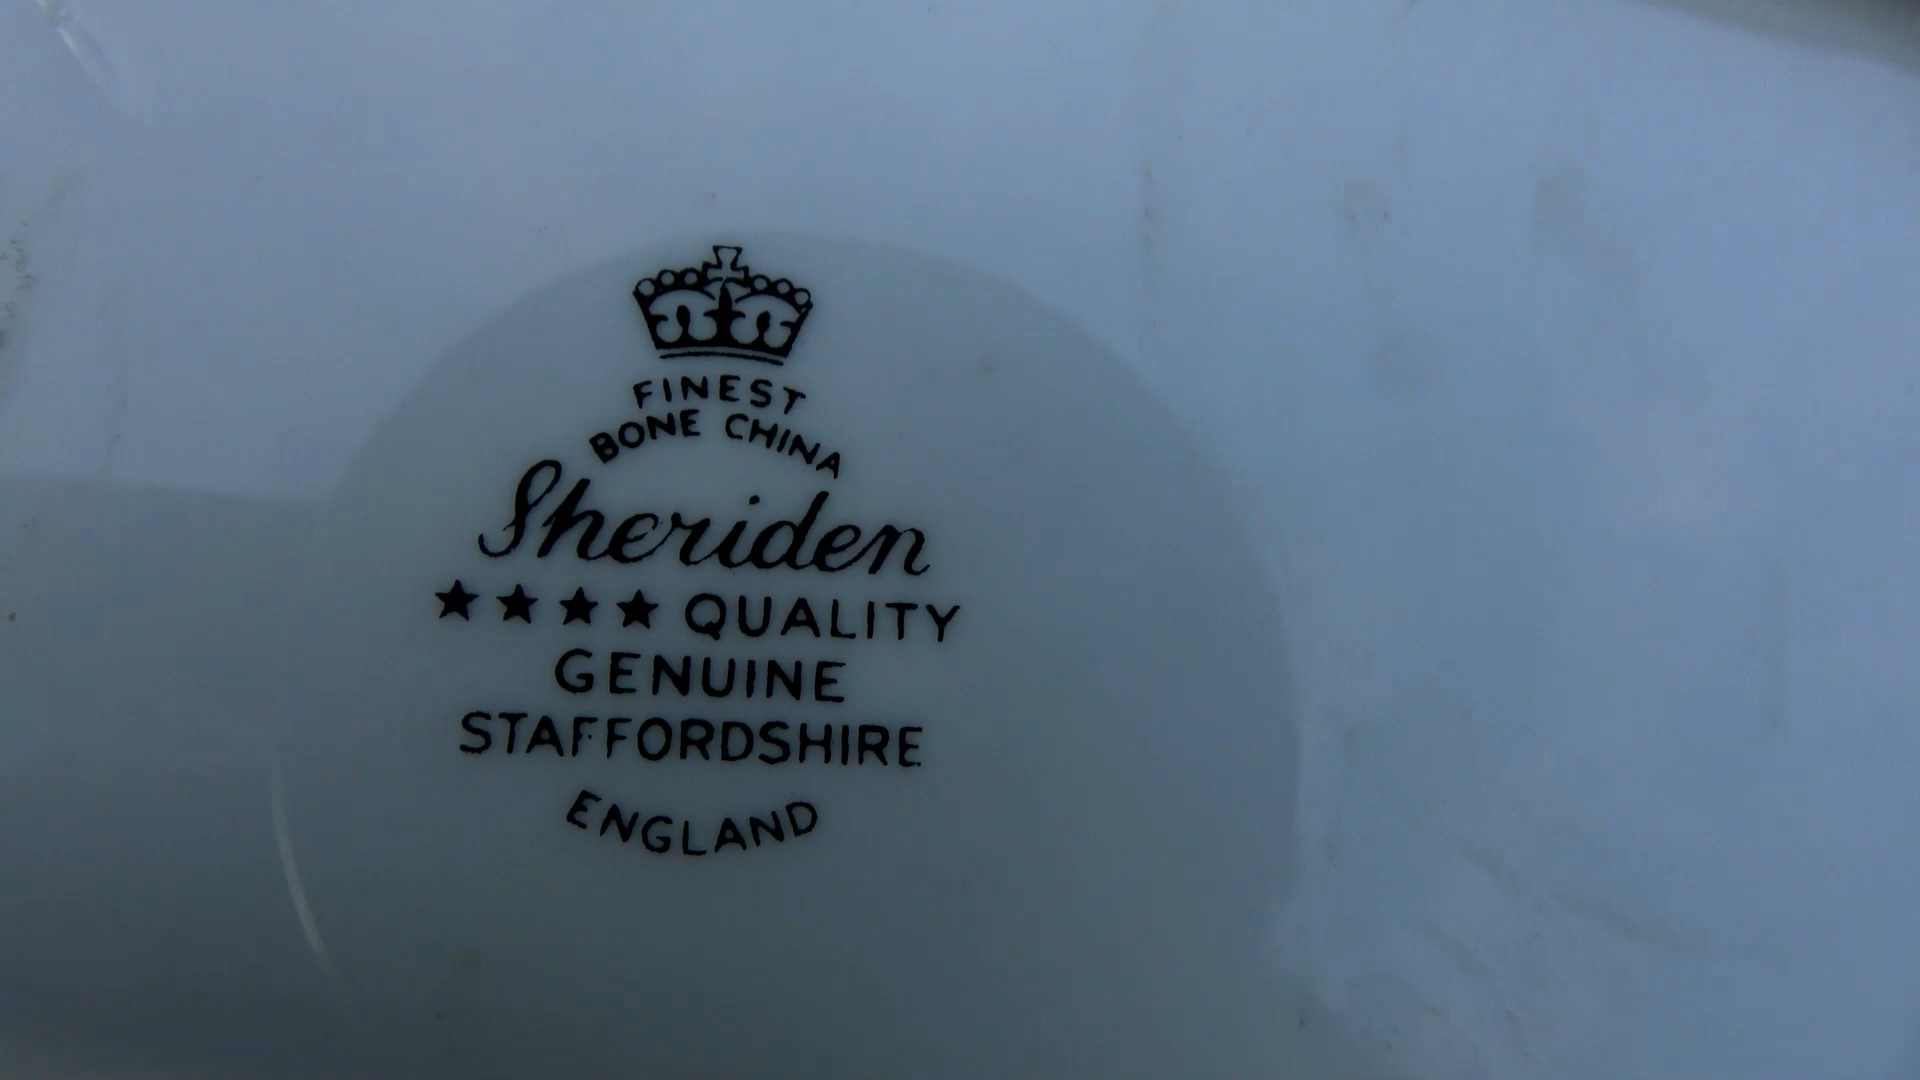 FINEST
BONE CHINA
Sheriden
★★★★ QUALITY
GENUINE
STAFFORDSHIRE
ENGLAND